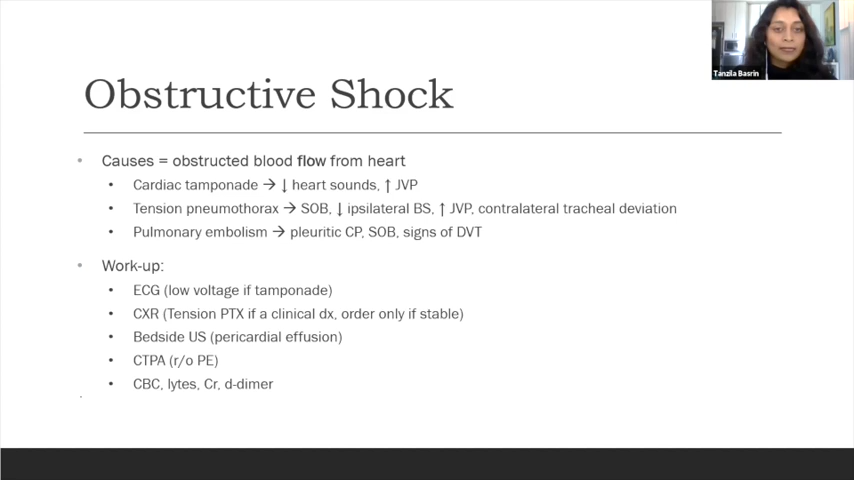 Tanzila Basrin
Obstructive Shock
• Causes = obstructed blood flow from heart
• Cardiac tamponade → ↓ heart sounds, ↑ JVP
• Tension pneumothorax → SOB, ↓ ipsilateral BS, ↑ JVP, contralateral tracheal deviation
• Pulmonary embolism → pleuritic CP, SOB, signs of DVT
• Work-up:
• ECG (low voltage if tamponade)
• CXR (Tension PTX if a clinical dx, order only if stable)
• Bedside US (pericardial effusion)
• CTPA (r/o PE)
• CBC, lytes, Cr, d-dimer